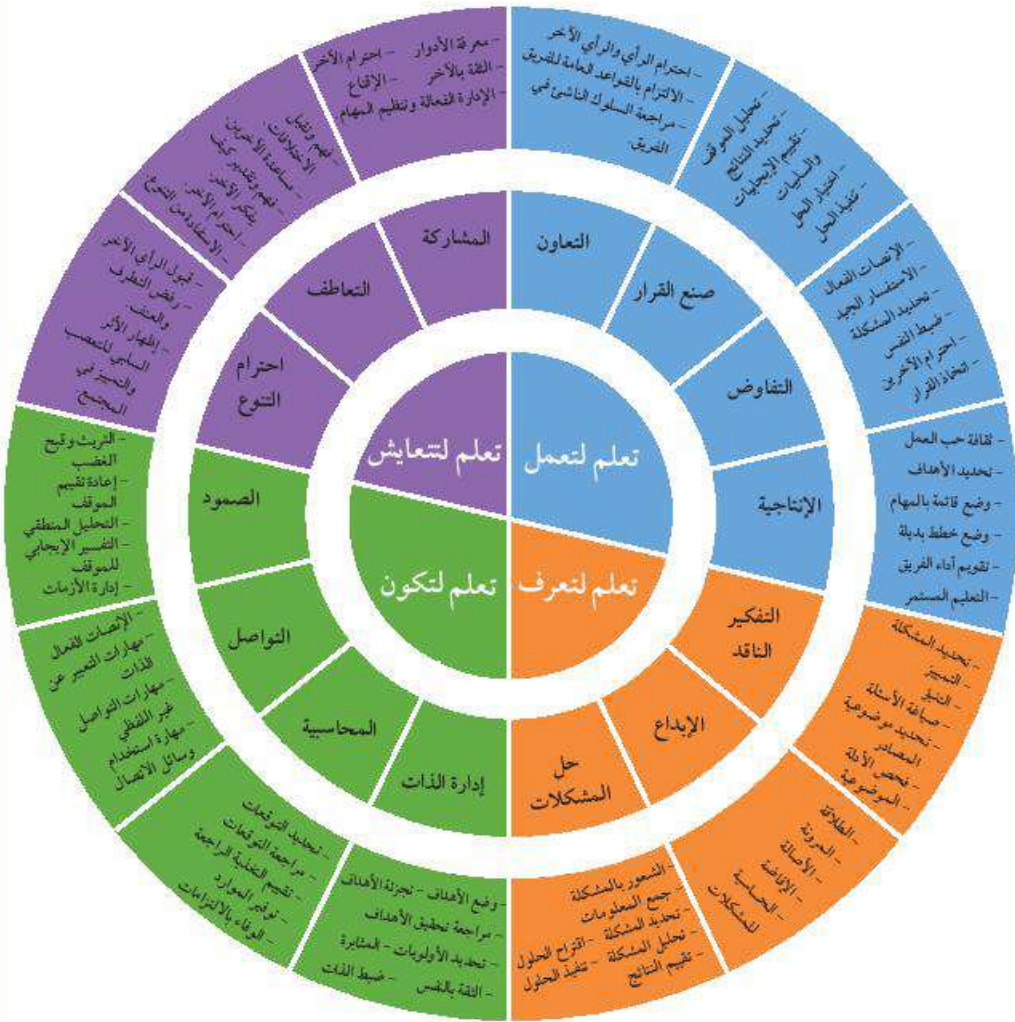 تعلم لتعمل
تعلم لتتعايش
تعلم لتعرف
تعلم لتكون
التعاون
صنع القرار
التفاوض
الإنتاجية
التفكير
الناقد
الإبداع
حل
المشكلات
إدارة الذات
المحاسبية
التواصل
الصمود
احترام
التنوع
التعاطف
المشاركة
- احترام الرأي والرأي الآخر
- الالتزام بالقواعد العامة للفريق
- مراجعة السلوك الناشئ في
الفريق.
- تحليل الموقف
- تحديد النتائج
- تقييم الإيجابيات
والسلبيات
- اختيار الحل
- تنفيذ الحل
- الإنصات الفعال
- الاستفسار الجيد
- تحديد المشكلة
- ضبط النفس
- احترام الآخرين
- اتخاذ القرار
- ثقافة حب العمل
- تحديد الأهداف
- وضع قائمة بالمهام
- وضع خطط بديلة
- تقويم أداء الفريق
- التعليم المستمر
- تحديد المشكلة
- التمييز
- التنبؤ
- صياغة الأسئلة
- تحديد موضوعية
المصادر
- فحص الأدلة
- الموضوعية
- الطلاقة
- المرونة
- الأصالة
- الإفاضة
- الحساسية
للمشكلات
- الشعور بالمشكلة
- جمع المعلومات
- تحديد المشكلة - اقتراح الحلول
- تحليل المشكلة - تنفيذ الحلول
- تقييم النتائج
- وضع الأهداف - تجزئة الأهداف
- مراجعة تحقيق الأهداف
- تحديد الأولويات - المثابرة
- الثقة بالنفس - ضبط الذات
- تحديد التوقعات
- مراجعة التوقعات
- تقييم التغذية الراجعة
- توفير الموارد
- الوفاء بالالتزامات
- الإنصات الفعال
- مهارات التعبير عن
الذات
- مهارات التواصل
غير اللفظي
- مهارة استخدام
وسائل الاتصال
- التريث وقبح
الغضب
- إعادة تقييم
الموقف
- التحليل المنطقي
- التفسير الإيجابي
للموقف
- إدارة الأزمات
- قبول الرأي الآخر
- رفض التطرف
والعنف.
- إظهار الأثر
السلبي للتعصب
والتمييز في
المجتمع
- فهم وتقبل
الاختلافات.
- مساعدة الآخرين.
- فهم وتقدير كيف
يفكر الآخر.
- احترام الآخر.
- الاستفادة من التنوع
- معرفة الأدوار - احترام الآخر
- الثقة بالآخر - الإقناع
- الإدارة الفعالة وتنظيم المهام